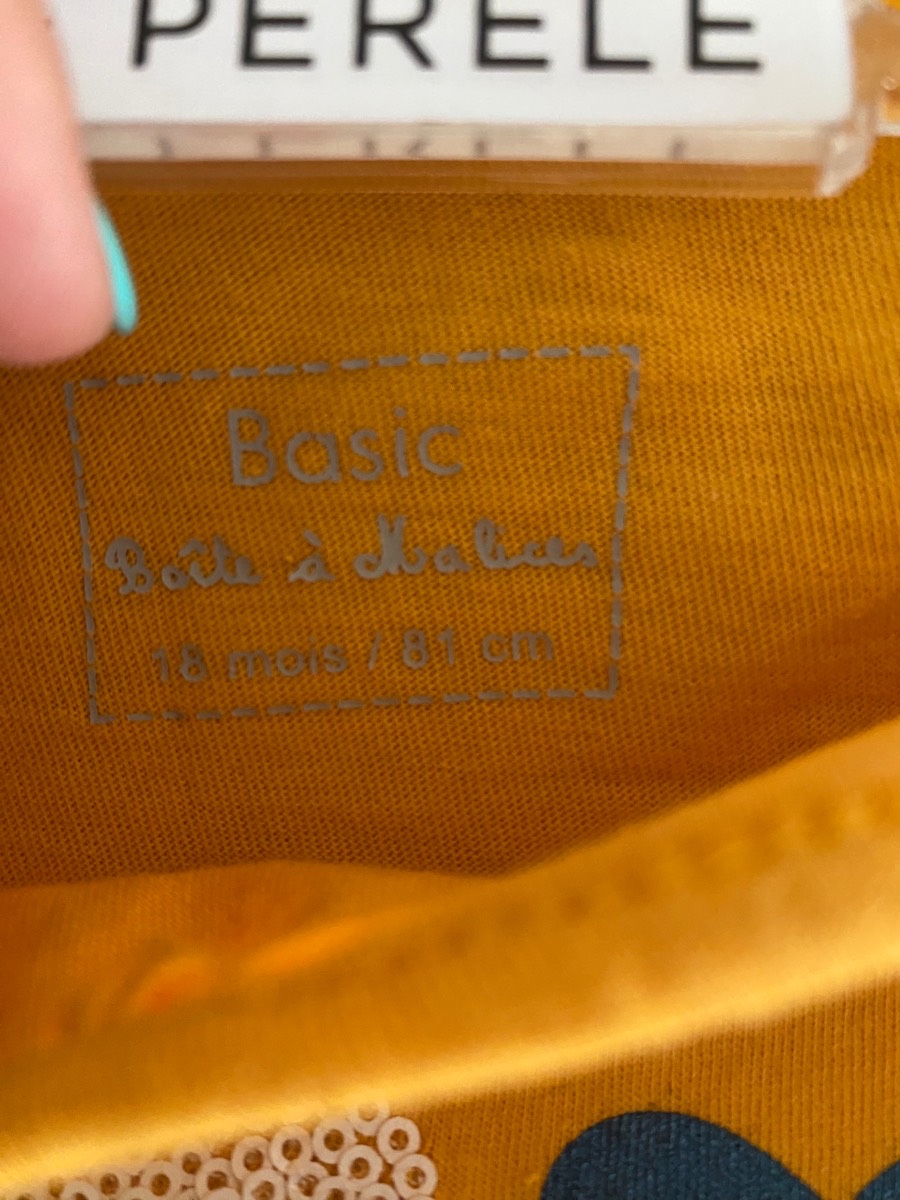 PERELE
Basic
Boîte à Malices
18 mois / 81 cm